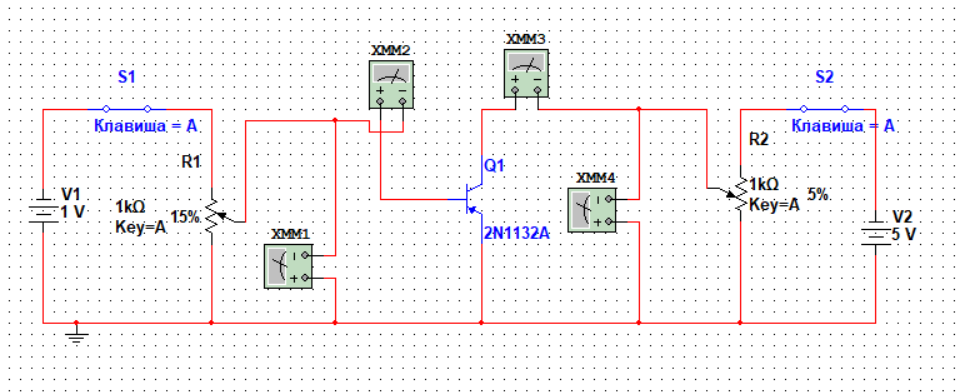 XMM3
XMM2
S1
S2
Клавиша = A
Клавиша = A
R2
R1
Q1
XMM4
1kΩ
Key=A
5%
V1
1 V
1kΩ
Key=A
15%
V2
5 V
XMM1
2N1132A